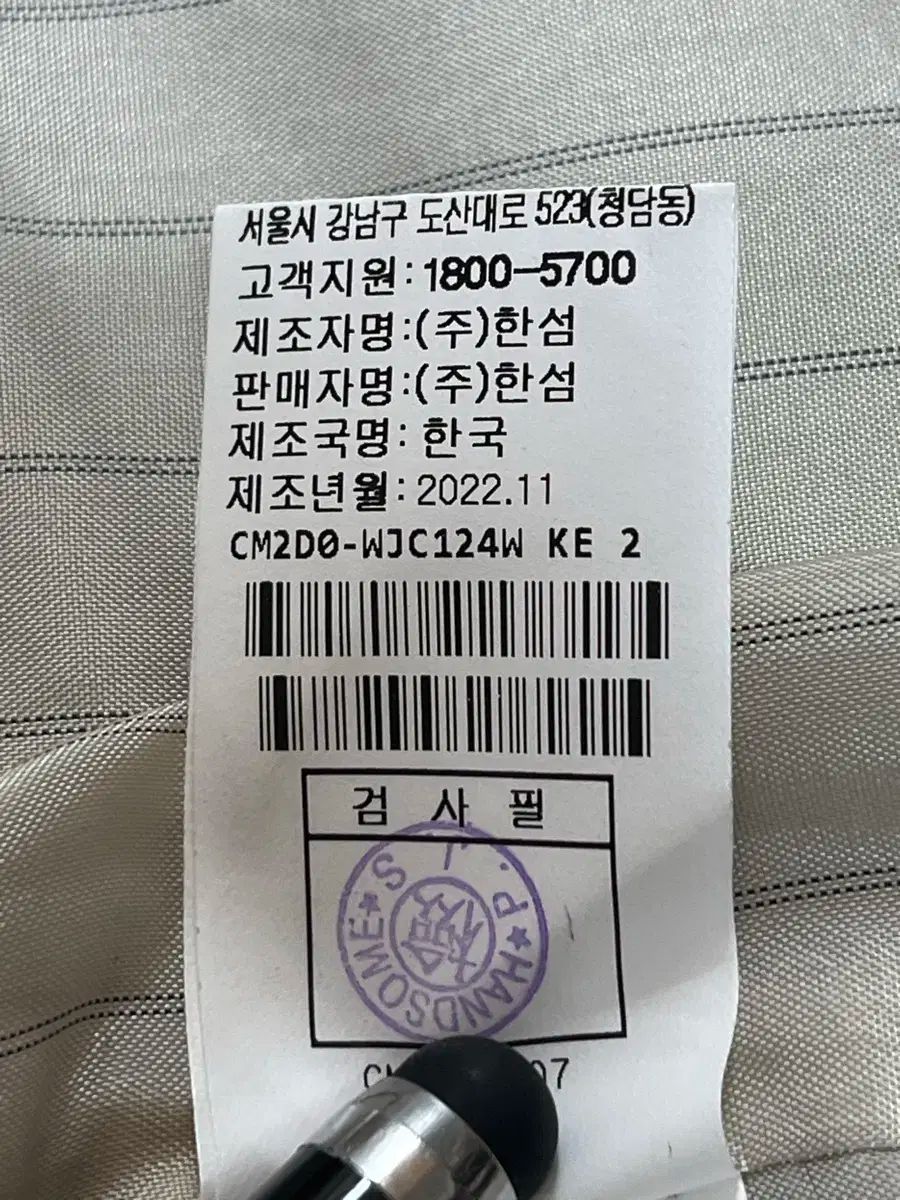 서울시 강남구 도산대로 523(청담동)
고객지원:1800-5700
제조자명:(주)한섬
판매자명:(주)한섬
제조국명: 한국
제조년월: 2022.11
CM2D0-WJC124W KE 2
검 사 필
S.J.P.★HANDSOME★
檢
07